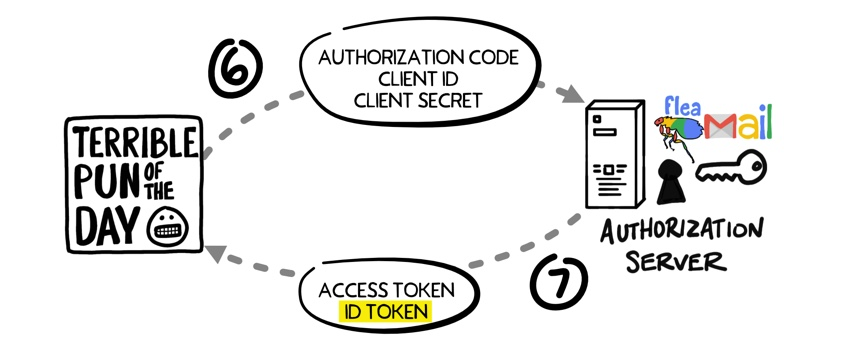 6
AUTHORIZATION CODE
CLIENT ID
CLIENT SECRET
TERRIBLE
PUN OF THE
DAY
flea
Mail
AUTHORIZATION
SERVER
7
ACCESS TOKEN
ID TOKEN